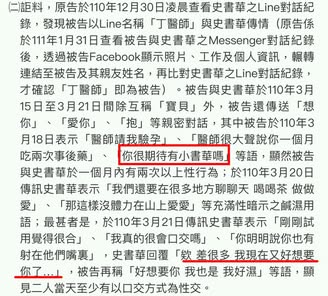 ㈡詎料，原告於110年12月30日凌晨查看史書華之Line對話紀
錄，發現被告以Line名稱「丁醫師」與史書華傳情（原告係
於111年1月31日查看被告與史書華之Messenger對話紀錄
後，透過被告Facebook顯示照片、工作及個人資訊，輾轉
連結至被告及其親友姓名，再比對史書華之Line對話紀錄，
才確認「丁醫師」即為被告）。被告與史書華於110年3月
15日至3月21日間除互稱「寶貝」外，被告還傳送「想
你」、「愛你」、「抱」等親密對話，其中被告於110年3
月18日表示「醫師請我驗孕」、「醫師很大聲說你一個月
吃兩次事後藥」、「你很期待有小書華嗎」等語，顯然被告
與史書華於一個月內有兩次以上性行為；於110年3月20日
傳訊史書華表示「我們還要在很多地方聊聊天 喝喝茶 做做
愛」、「那這樣沒體力在山上愛愛」等充滿性暗示之鹹濕用
語；最甚者是，於110年3月21日傳訊史書華表示「剛剛試
用覺得很合」、「我真的很會口交嗎」、「你明明說你也有
射在他們嘴裏」，史書華回覆「欸 差很多 我現在又好想要
你了…」，被告再稱「好想要你 我也是 我好濕」等語，顯
見二人當天至少有以口交方式為性交。